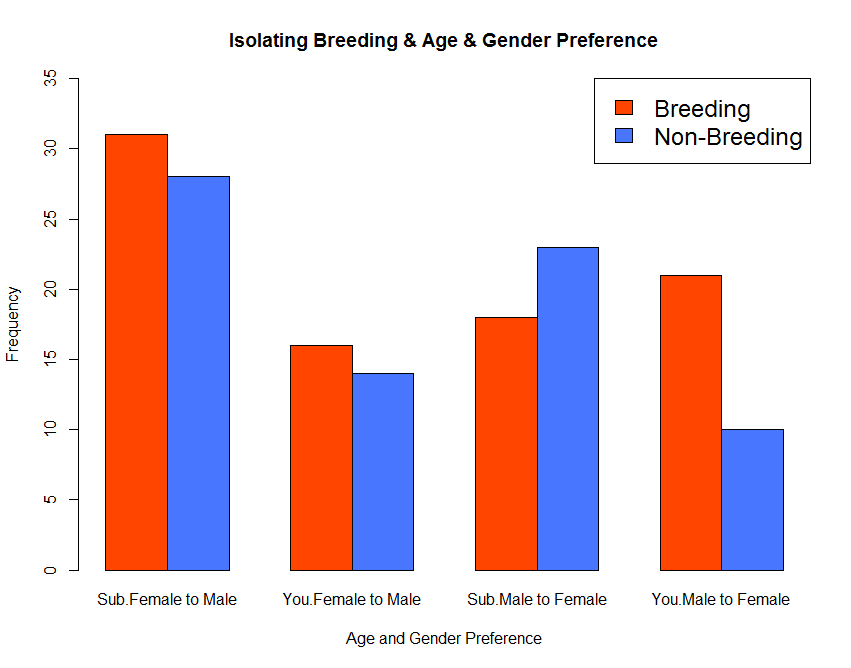 Isolating Breeding & Age & Gender Preference
Breeding
Non-Breeding
Frequency
35
30
25
20
15
10
5
0
Sub.Female to Male
You.Female to Male
Sub.Male to Female
You.Male to Female
Age and Gender Preference